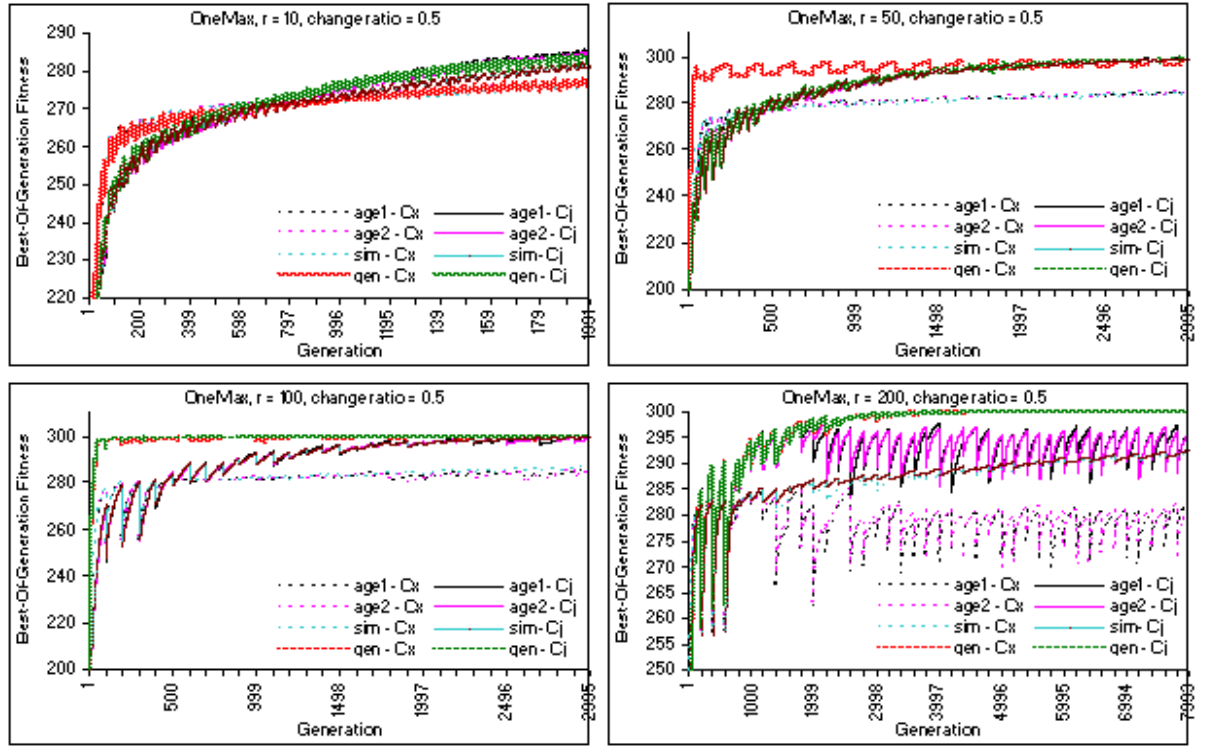 OneMax, r = 10, change ratio = 0.5
Best-Of-Generation Fitness
290
280
270
260
250
240
230
220
age1 - Cx
age1 - Cj
age2 - Cx
age2 - Cj
sim - Cx
sim - Cj
gen - Cx
gen - Cj
1
200
399
598
797
996
1195
139
159
179
1991
Generation
OneMax, r = 50, change ratio = 0.5
Best-Of-Generation Fitness
300
280
260
240
220
200
age1 - Cx
age1 - Cj
age2 - Cx
age2 - Cj
sim - Cx
sim - Cj
gen - Cx
gen - Cj
1
500
999
1498
1997
2496
2995
Generation
OneMax, r = 100, change ratio = 0.5
Best-Of-Generation Fitness
300
280
260
240
220
200
age1 - Cx
age1 - Cj
age2 - Cx
age2 - Cj
sim - Cx
sim - Cj
gen - Cx
gen - Cj
1
500
999
1498
1997
2496
2995
Generation
OneMax, r = 200, change ratio = 0.5
Best-Of-Generation Fitness
300
295
290
285
280
275
270
265
260
255
250
age1 - Cx
age1 - Cj
age2 - Cx
age2 - Cj
sim - Cx
sim - Cj
gen - Cx
gen - Cj
1
1000
1999
2998
3997
4996
5995
6994
7993
Generation